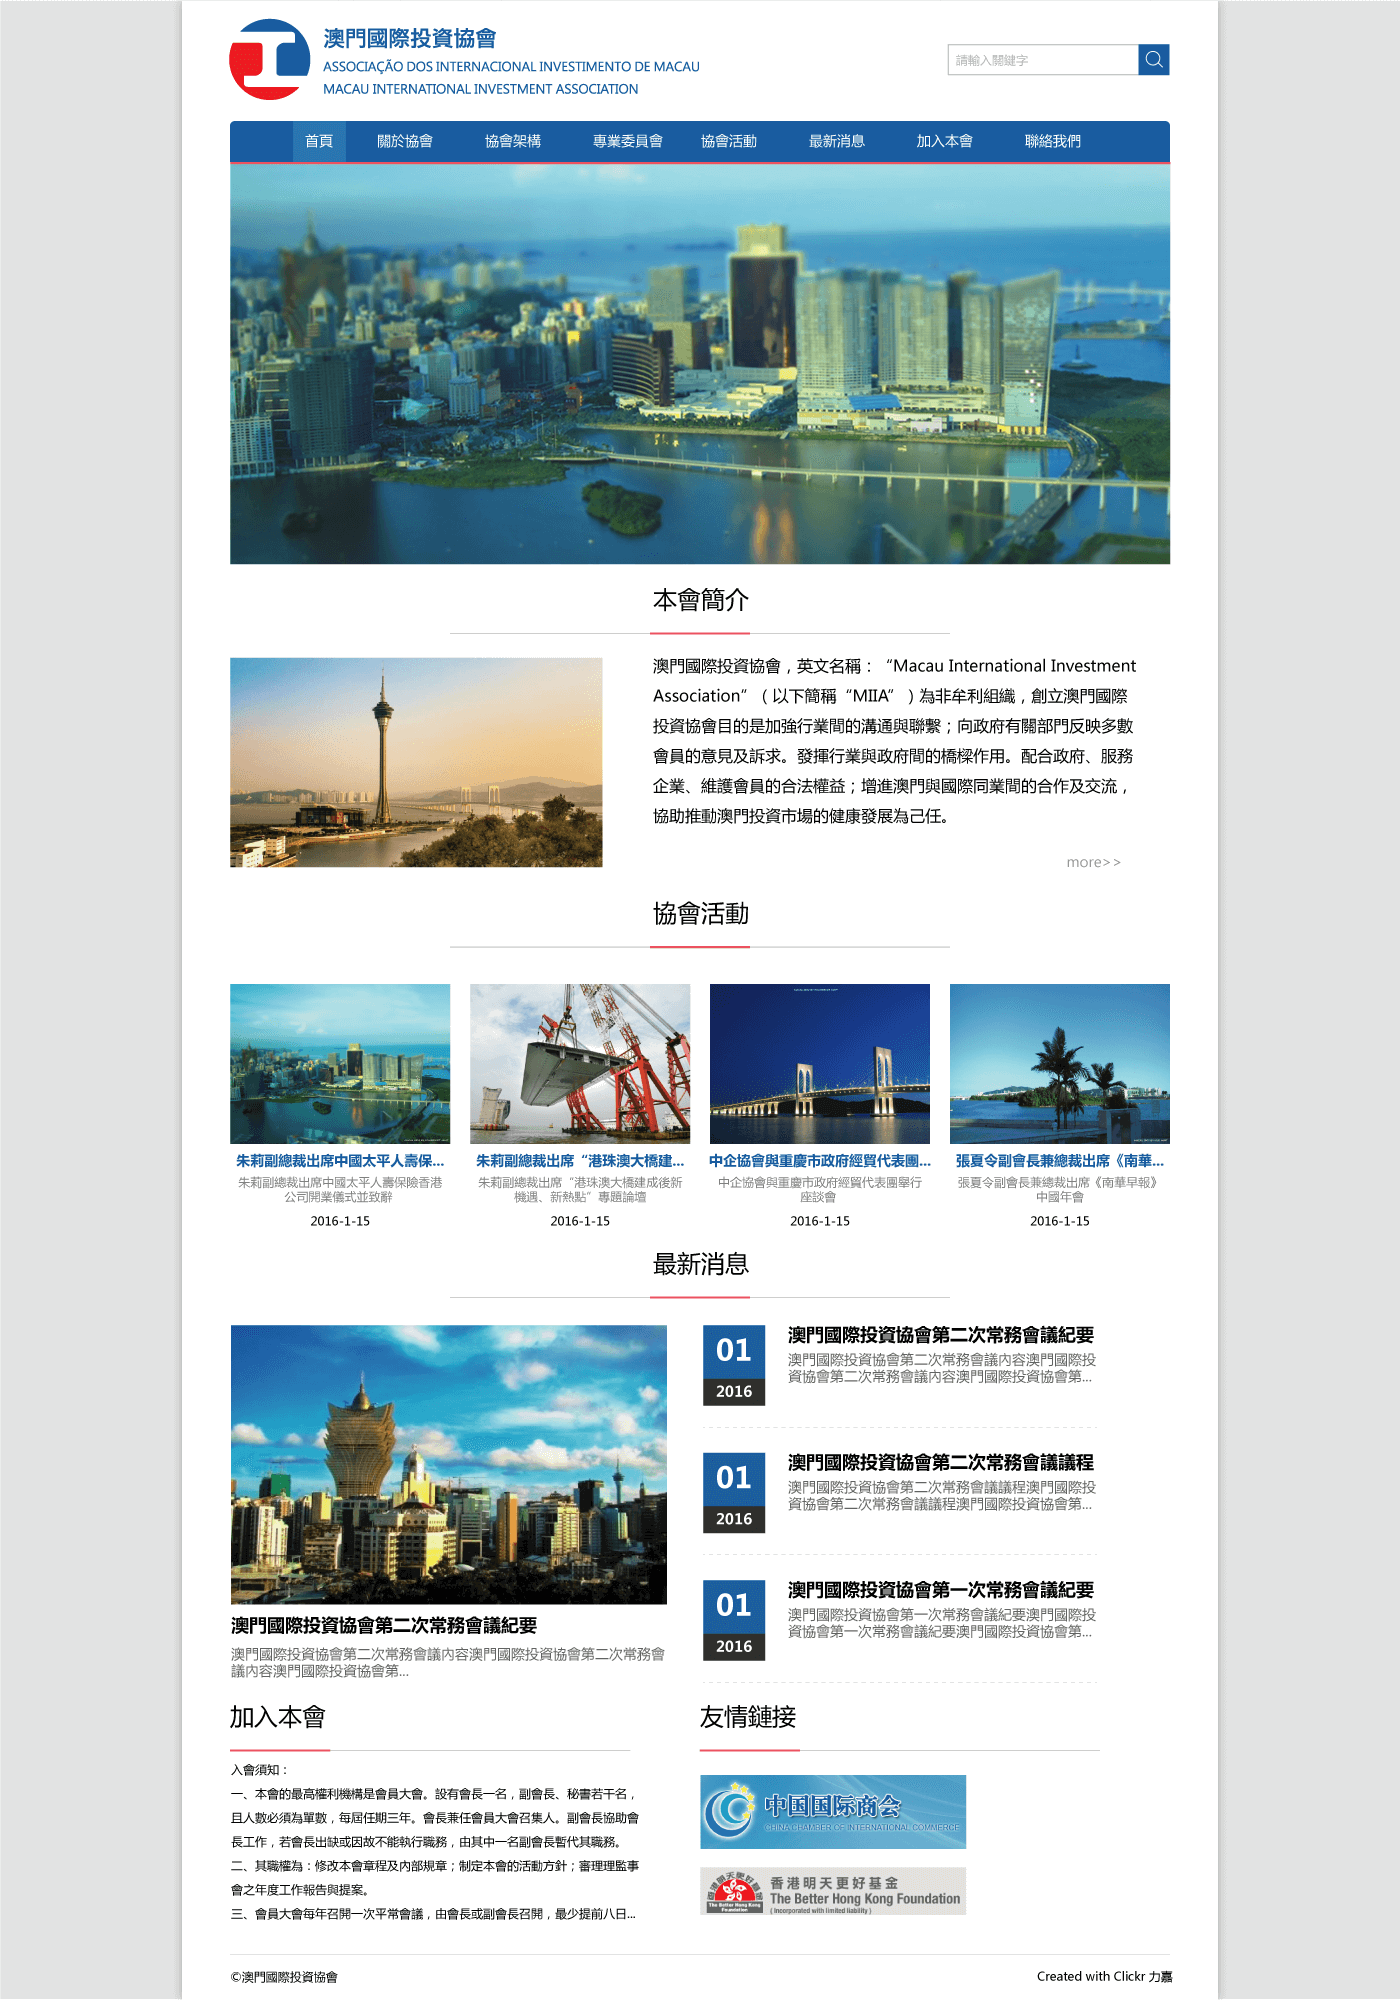 澳門國際投資協會
ASSOCIAÇÃO DOS INTERNACIONAL INVESTIMENTO DE MACAU
MACAU INTERNATIONAL INVESTMENT ASSOCIATION
請輸入關鍵字
首頁 關於協會 協會架構 專業委員會 協會活動 最新消息 加入本會 聯絡我們
本會簡介
澳門國際投資協會，英文名稱：“Macau International Investment
Association”（以下簡稱“MIIA”）為非牟利組織，創立澳門國際
投資協會目的是加強行業間的溝通與聯繫；向政府有關部門反映多數
會員的意見及訴求。發揮行業與政府間的橋樑作用。配合政府、服務
企業、維護會員的合法權益；增進澳門與國際同業間的合作及交流，
協助推動澳門投資市場的健康發展為己任。
more>>
協會活動
朱莉副總裁出席中國太平人壽保...
朱莉副總裁出席中國太平人壽保險香港
公司開業儀式並致辭
2016-1-15
朱莉副總裁出席“港珠澳大橋建...
朱莉副總裁出席“港珠澳大橋建成後新
機遇、新熱點”專題論壇
2016-1-15
中企協會與重慶市政府經貿代表團...
中企協會與重慶市政府經貿代表團舉行
座談會
2016-1-15
張夏令副會長兼總裁出席《南華...
張夏令副會長兼總裁出席《南華早報》
中國年會
2016-1-15
最新消息
澳門國際投資協會第二次常務會議紀要
澳門國際投資協會第二次常務會議內容澳門國際投資協會第二次常務會
議內容澳門國際投資協會第...
01
2016
澳門國際投資協會第二次常務會議紀要
澳門國際投資協會第二次常務會議內容澳門國際投
資協會第二次常務會議內容澳門國際投資協會第...
01
2016
澳門國際投資協會第二次常務會議議程
澳門國際投資協會第二次常務會議議程澳門國際投
資協會第二次常務會議議程澳門國際投資協會第...
01
2016
澳門國際投資協會第一次常務會議紀要
澳門國際投資協會第一次常務會議紀要澳門國際投
資協會第一次常務會議紀要澳門國際投資協會第...
加入本會
入會須知：
一、本會的最高權利機構是會員大會。設有會長一名，副會長、秘書若干名，
且人數必須為單數，每屆任期三年。會長兼任會員大會召集人。副會長協助會
長工作，若會長出缺或因故不能執行職務，由其中一名副會長暫代其職務。
二、其職權為：修改本會章程及內部規章；制定本會的活動方針；審理理監事
會之年度工作報告與提案。
三、會員大會每年召開一次平常會議，由會長或副會長召開，最少提前八日...
友情鏈接
中国国际商会
CHINA CHAMBER OF INTERNATIONAL COMMERCE
香港明天更好基金
The Better Hong Kong
Foundation
香港明天更好基金
The Better Hong Kong Foundation
( Incorporated with limited liability )
©澳門國際投資協會
Created with Clickr 力嘉